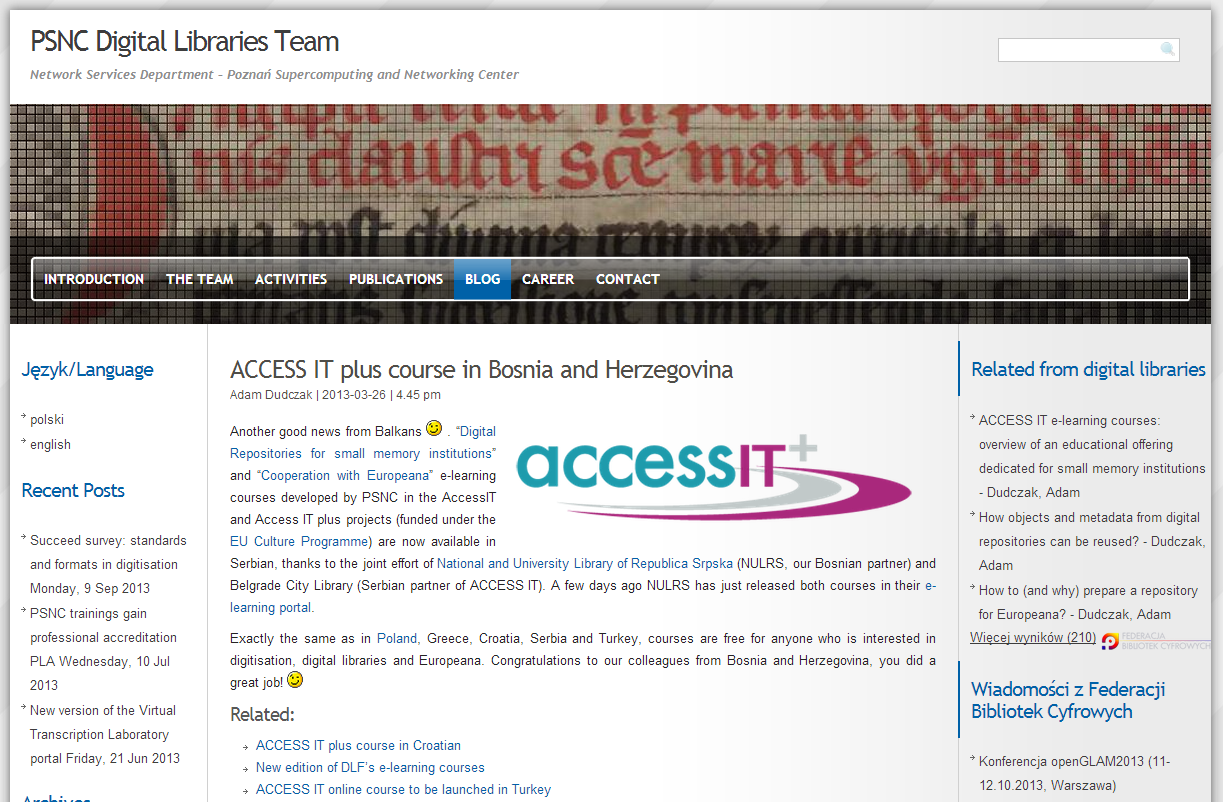 PSNC Digital Libraries Team
Network Services Department – Poznań Supercomputing and Networking Center
INTRODUCTION THE TEAM ACTIVITIES PUBLICATIONS BLOG CAREER CONTACT
Język/Language
polski
english
Recent Posts
Succeed survey: standards
and formats in digitisation
Monday, 9 Sep 2013
PSNC trainings gain
professional accreditation
PLA Wednesday, 10 Jul
2013
New version of the Virtual
Transcription Laboratory
portal Friday, 21 Jun 2013
Archives
ACCESS IT plus course in Bosnia and Herzegovina
Adam Dudczak | 2013-03-26 | 4.45 pm
Another good news from Balkans . “Digital
Repositories for small memory institutions”
and “Cooperation with Europeana” e-learning
courses developed by PSNC in the AccessIT
and Access IT plus projects (funded under the
EU Culture Programme) are now available in
accessIT+
Serbian, thanks to the joint effort of National and University Library of Republica Srpska (NULRS, our Bosnian partner) and
Belgrade City Library (Serbian partner of ACCESS IT). A few days ago NULRS has just released both courses in their e-
learning portal.
Exactly the same as in Poland, Greece, Croatia, Serbia and Turkey, courses are free for anyone who is interested in
digitisation, digital libraries and Europeana. Congratulations to our colleagues from Bosnia and Herzegovina, you did a
great job!
Related:
ACCESS IT plus course in Croatian
New edition of DLF’s e-learning courses
ACCESS IT online course to be launched in Turkey
Related from digital libraries
ACCESS IT e-learning courses:
overview of an educational offering
dedicated for small memory institutions
- Dudczak, Adam
How objects and metadata from digital
repositories can be reused? - Dudczak,
Adam
How to (and why) prepare a repository
for Europeana? - Dudczak, Adam
Więcej wyników (210)
FEDERACJA
BIBLIOTEK CYFROWYCH
Wiadomości z Federacji
Bibliotek Cyfrowych
Konferencja openGLAM2013 (11-
12.10.2013, Warszawa)